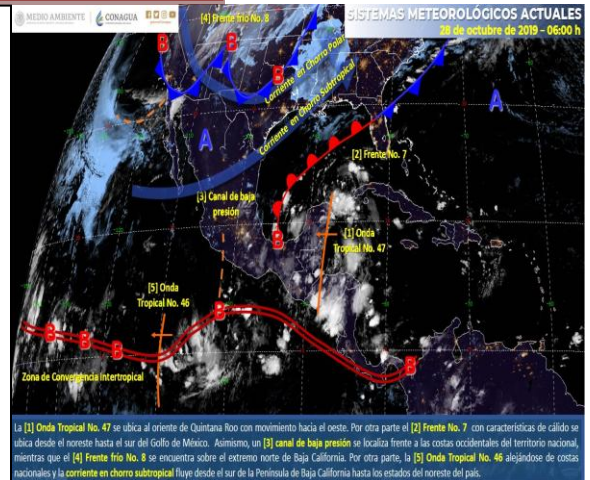 MEDIO AMBIENTE
CONAGUA
SISTEMAS METEOROLÓGICOS ACTUALES
28 de octubre de 2019 – 06:00 h
[4] Frente frío No. 8
B
B
B
Corriente en Chorro Polar
Corriente en Chorro Subtropical
A
A
[2] Frente No. 7
[3] Canal de baja
presión
B
[1] Onda
Tropical No. 47
[5] Onda
Tropical No. 46
B
B
B
B
B
Zona de Convergencia Intertropical
La [1] Onda Tropical No. 47 se ubica al oriente de Quintana Roo con movimiento hacia el oeste. Por otra parte el [2] Frente No. 7 con características de cálido se
ubica desde el noreste hasta el sur del Golfo de México. Asimismo, un [3] canal de baja presión se localiza frente a las costas occidentales del territorio nacional,
mientras que el [4] Frente frío No. 8 se encuentra sobre el extremo norte de Baja California. Por otra parte, la [5] Onda Tropical No. 46 alejándose de costas
nacionales y la corriente en chorro subtropical fluye desde el sur de la Península de Baja California hasta los estados del noreste del país.